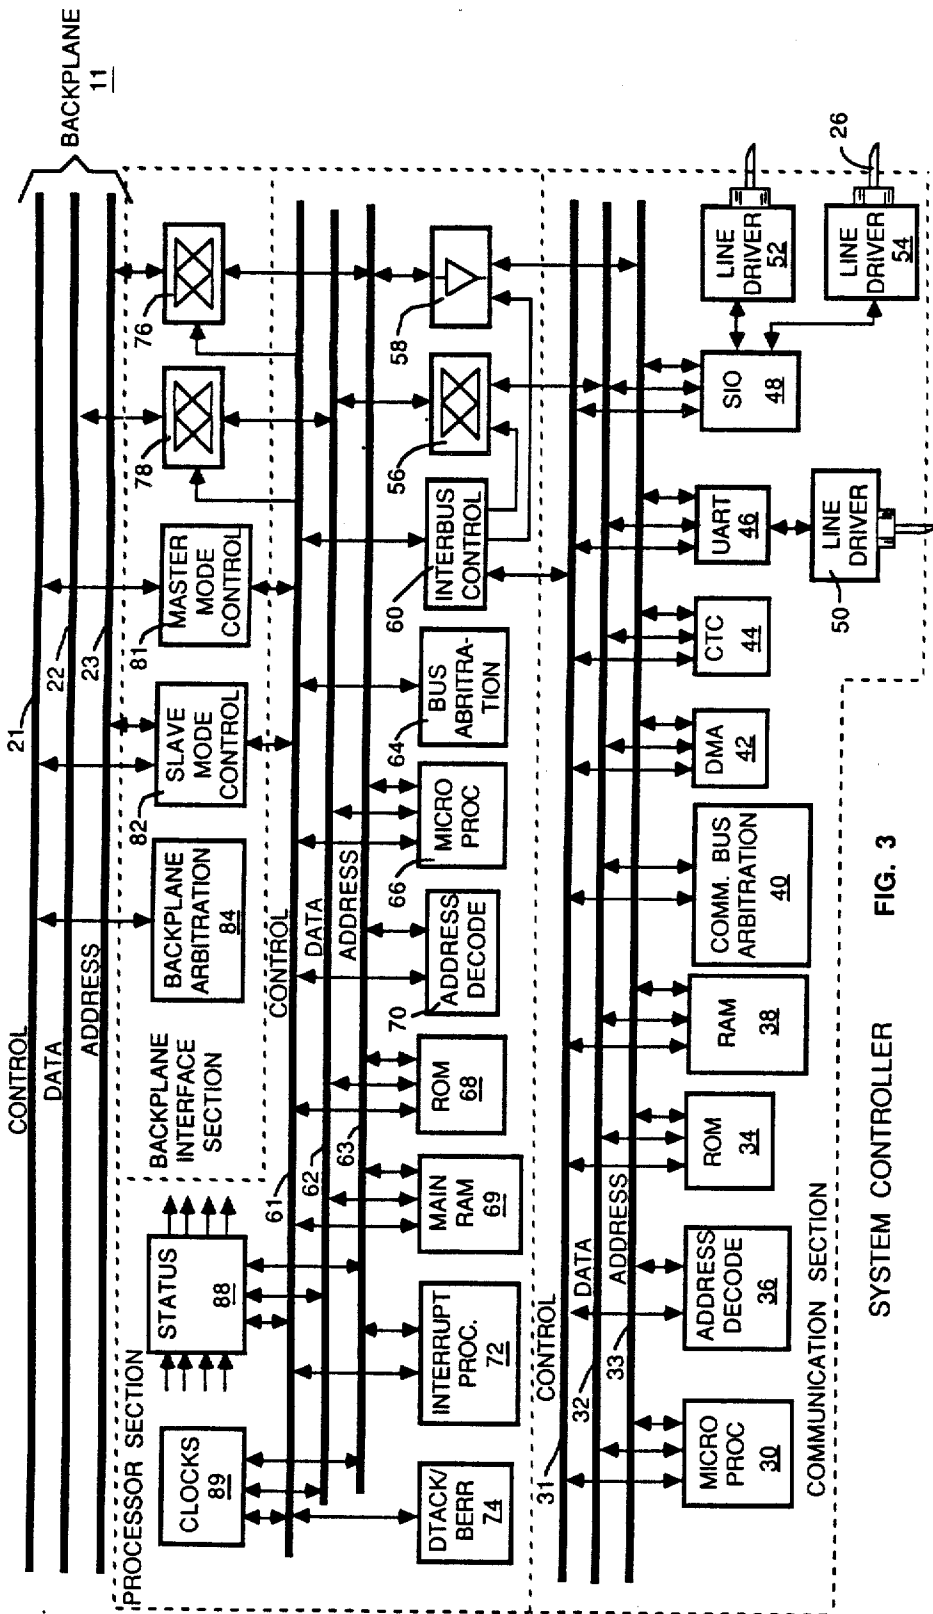 BACKPLANE
11
CONTROL
21
DATA
22
ADDRESS
23
PROCESSOR SECTION
CLOCKS
89
STATUS
88
BACKPLANE
INTERFACE
SECTION
BACKPLANE
ARBITRATION
84
SLAVE
MODE
CONTROL
82
MASTER
MODE
CONTROL
81
78
76
61
CONTROL
62
DATA
63
ADDRESS
DTACK/
BERR
74
INTERRUPT
PROC.
72
MAIN
RAM
69
ROM
68
ADDRESS
DECODE
70
MICRO
PROC
66
BUS
ABRITRA-
TION
64
INTERBUS
CONTROL
60
56
58
31
CONTROL
32
DATA
33
ADDRESS
MICRO
PROC
30
ADDRESS
DECODE
36
ROM
34
RAM
38
COMM. BUS
ARBITRATION
40
DMA
42
CTC
44
UART
46
SIO
48
LINE
DRIVER
50
LINE
DRIVER
52
LINE
DRIVER
54
26
COMMUNICATION SECTION
SYSTEM CONTROLLER
FIG. 3